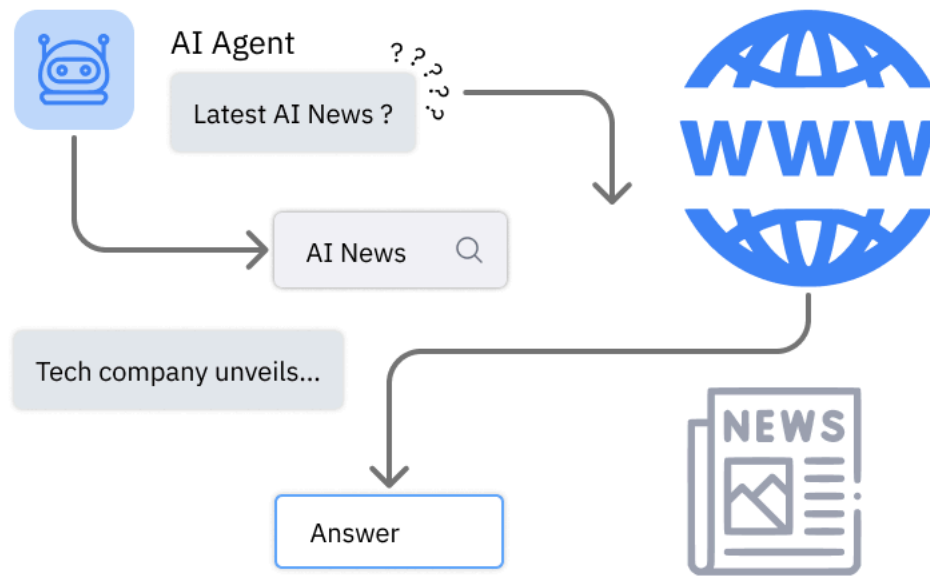 AI Agent
? ? ? ? ?
Latest AI News ?
WWW
AI News
Tech company unveils...
NEWS
Answer